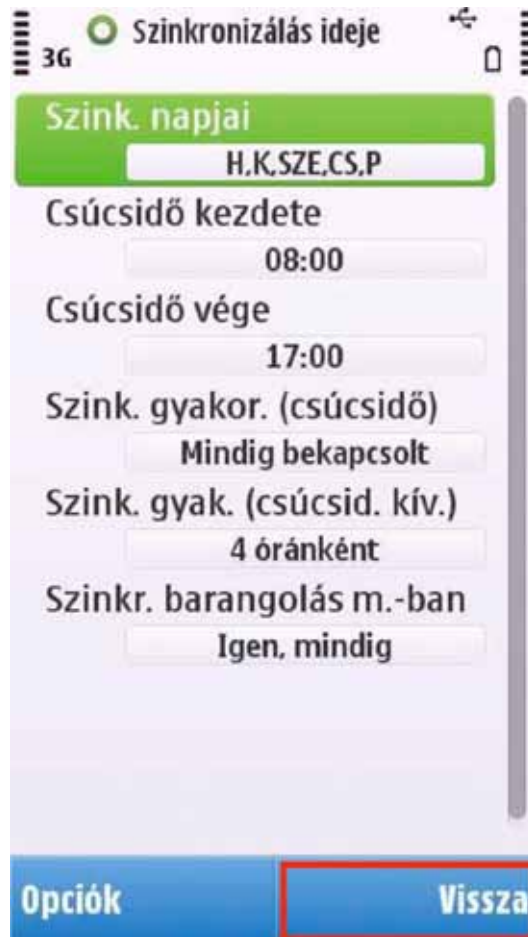 Szinkronizálás ideje
3G
Szink. napjai
H,K,SZE,CS,P
Csúcsidő kezdete
08:00
Csúcsidő vége
17:00
Szink. gyakor. (csúcsidő)
Mindig bekapcsolt
Szink. gyak. (csúcsid. kív.)
4 óránként
Szinkr. barangolás m.-ban
Igen, mindig
Opciók
Vissza